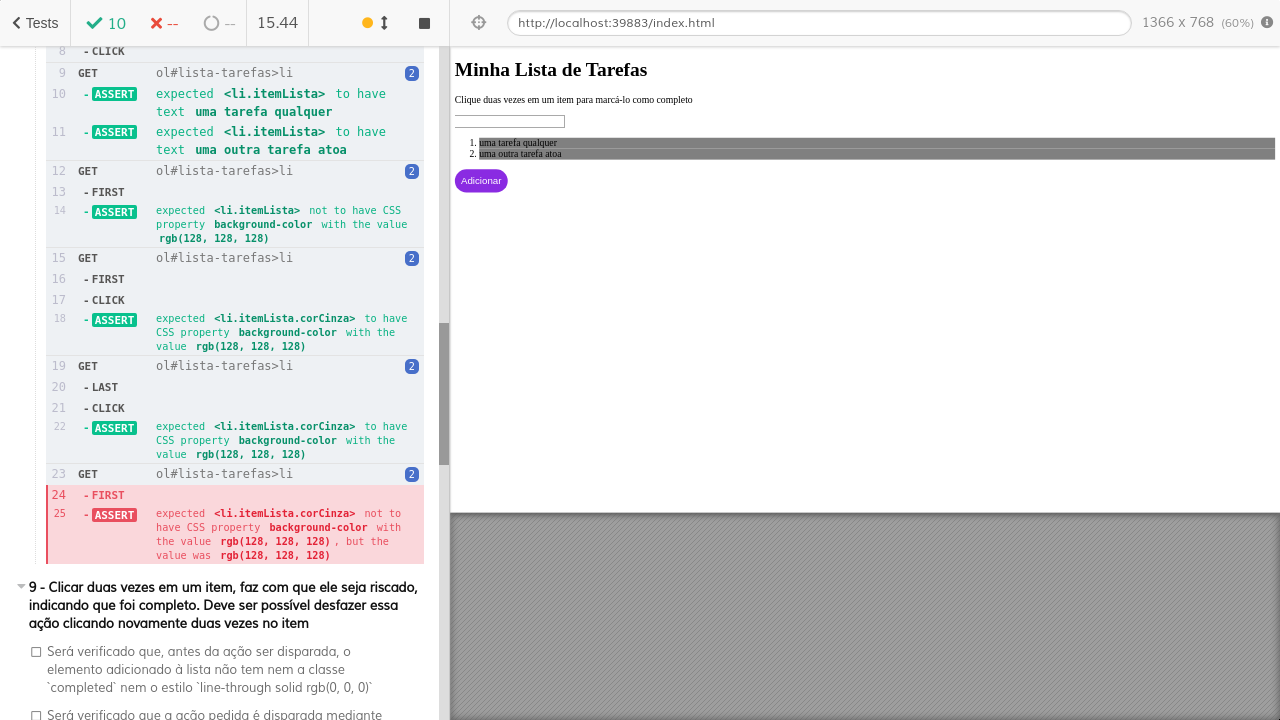 Tests 10 -- -- 15.44 http://localhost:39883/index.html 1366 x 768 (60%)
8 - CLICK
9 GET ol#lista-tarefas>li 2
10 - ASSERT expected <li.itemLista> to have
text uma tarefa qualquer
11 - ASSERT expected <li.itemLista> to have
text uma outra tarefa atoa
12 GET ol#lista-tarefas>li 2
13 - FIRST
14 - ASSERT expected <li.itemLista> not to have CSS
property background-color with the value
rgb(128, 128, 128)
15 GET ol#lista-tarefas>li 2
16 - FIRST
17 - CLICK
18 - ASSERT expected <li.itemLista.corCinza> to have
CSS property background-color with the
value rgb(128, 128, 128)
19 GET ol#lista-tarefas>li 2
20 - LAST
21 - CLICK
22 - ASSERT expected <li.itemLista.corCinza> to have
CSS property background-color with the
value rgb(128, 128, 128)
23 GET ol#lista-tarefas>li 2
24 - FIRST
25 - ASSERT expected <li.itemLista.corCinza> not to
have CSS property background-color with
the value rgb(128, 128, 128), but the
value was rgb(128, 128, 128)
9 - Clicar duas vezes em um item, faz com que ele seja riscado,
indicando que foi completo. Deve ser possível desfazer essa
ação clicando novamente duas vezes no item
Será verificado que, antes da ação ser disparada, o
elemento adicionado à lista não tem nem a classe
`completed` nem o estilo `line-through solid rgb(0, 0, 0)`
Será verificado que a ação pedida é disparada mediante
Minha Lista de Tarefas
Clique duas vezes em um item para marcá-lo como completo
1. uma tarefa qualquer
2. uma outra tarefa atoa
Adicionar